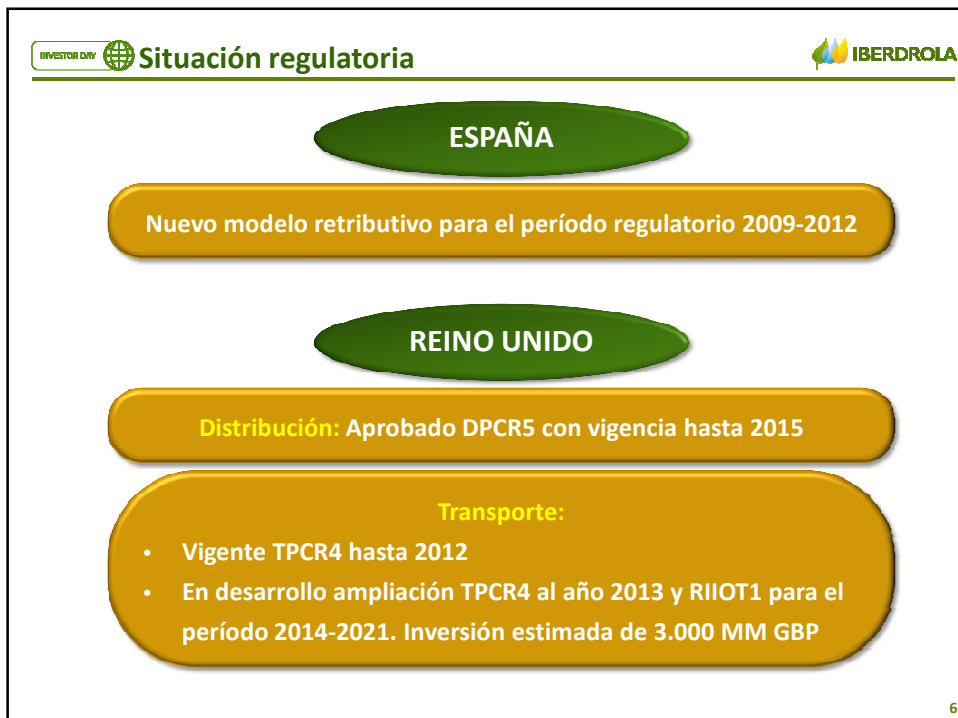 INVESTOR DAY
Situación regulatoria
IBERDROLA
ESPAÑA
Nuevo modelo retributivo para el período regulatorio 2009-2012
REINO UNIDO
Distribución: Aprobado DPCR5 con vigencia hasta 2015
Transporte:
• Vigente TPCR4 hasta 2012
• En desarrollo ampliación TPCR4 al año 2013 y RIIOT1 para el
período 2014-2021. Inversión estimada de 3.000 MM GBP
6